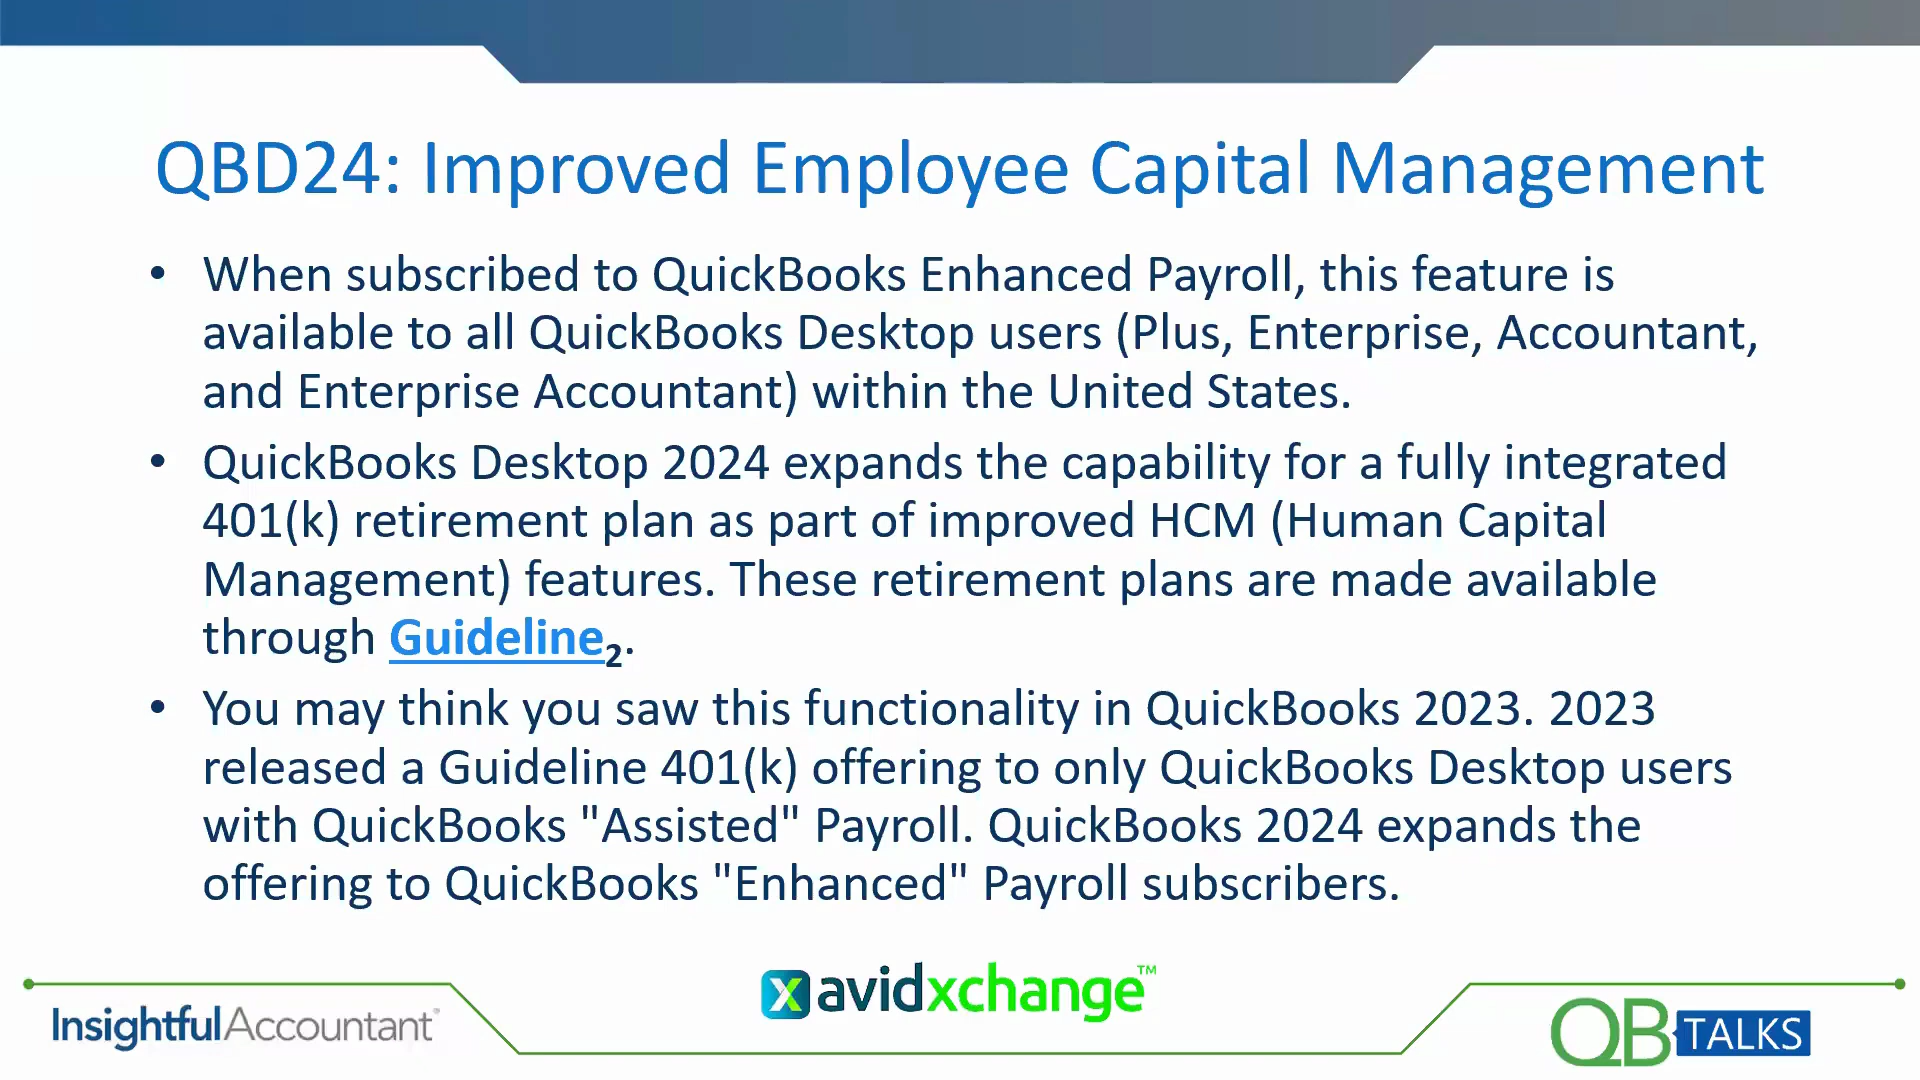 QBD24: Improved Employee Capital Management
• When subscribed to QuickBooks Enhanced Payroll, this feature is
available to all QuickBooks Desktop users (Plus, Enterprise, Accountant,
and Enterprise Accountant) within the United States.
• QuickBooks Desktop 2024 expands the capability for a fully integrated
401(k) retirement plan as part of improved HCM (Human Capital
Management) features. These retirement plans are made available
through Guideline2.
• You may think you saw this functionality in QuickBooks 2023. 2023
released a Guideline 401(k) offering to only QuickBooks Desktop users
with QuickBooks "Assisted" Payroll. QuickBooks 2024 expands the
offering to QuickBooks "Enhanced" Payroll subscribers.
avidxchange™
InsightfulAccountant®
QB TALKS